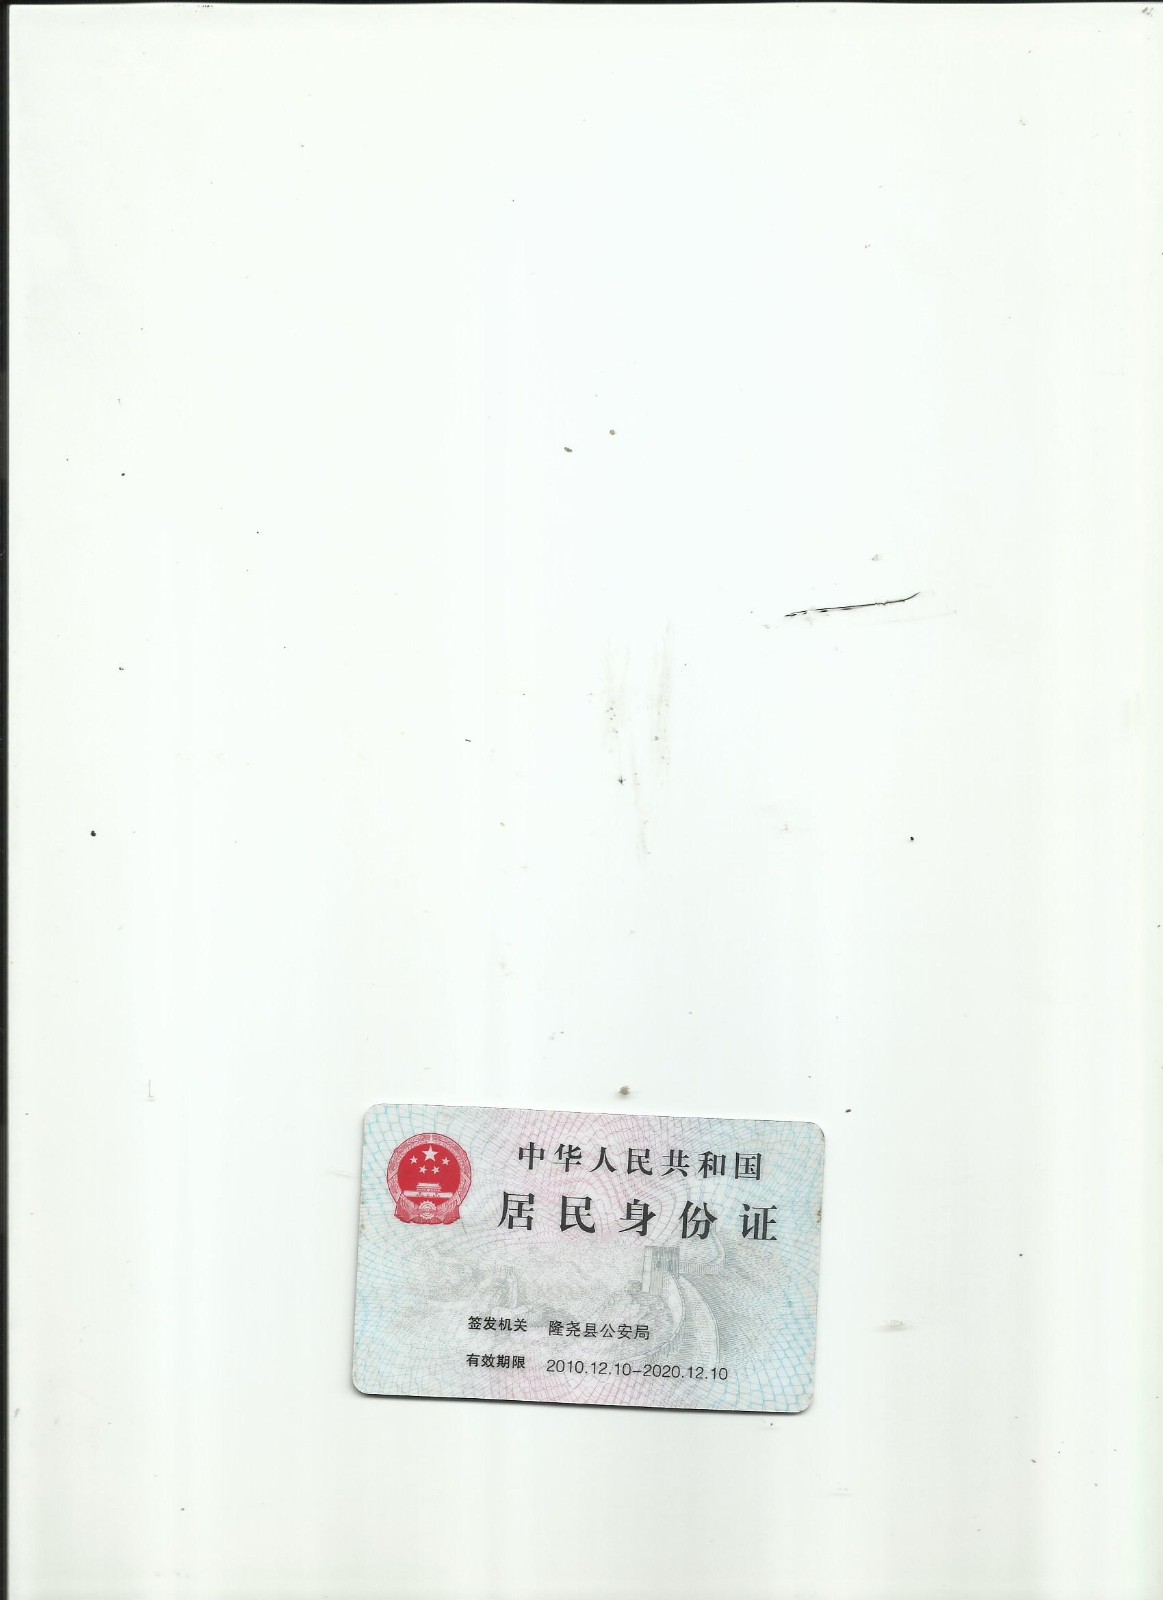 中华人民共和国
居民身份证
签发机关 隆尧县公安局
有效期限 2010.12.10-2020.12.10